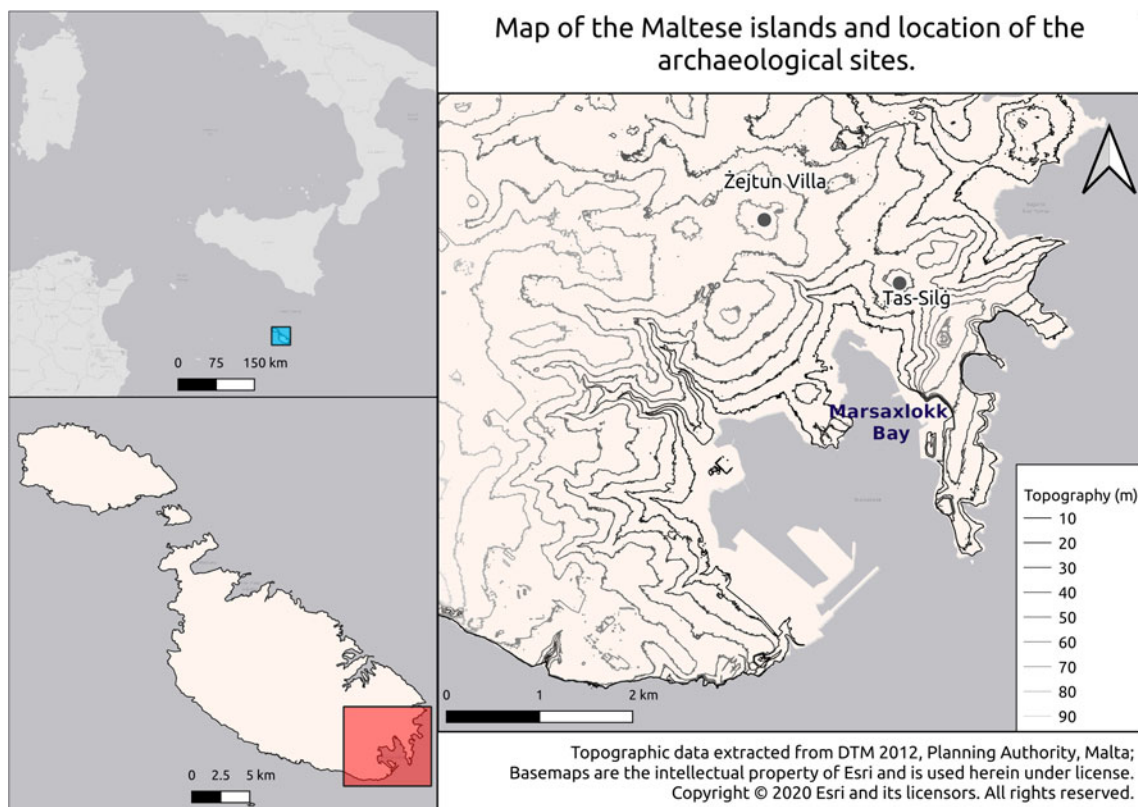 Map of the Maltese islands and location of the
archaeological sites.
Żejtun Villa
Tas-Silġ
Marsaxlokk
Bay
0 75 150 km
0 2.5 5 km
0 1 2 km
Topography (m)
10
20
30
40
50
60
70
80
90
Topographic data extracted from DTM 2012, Planning Authority, Malta;
Basemaps are the intellectual property of Esri and is used herein under license.
Copyright © 2020 Esri and its licensors. All rights reserved.